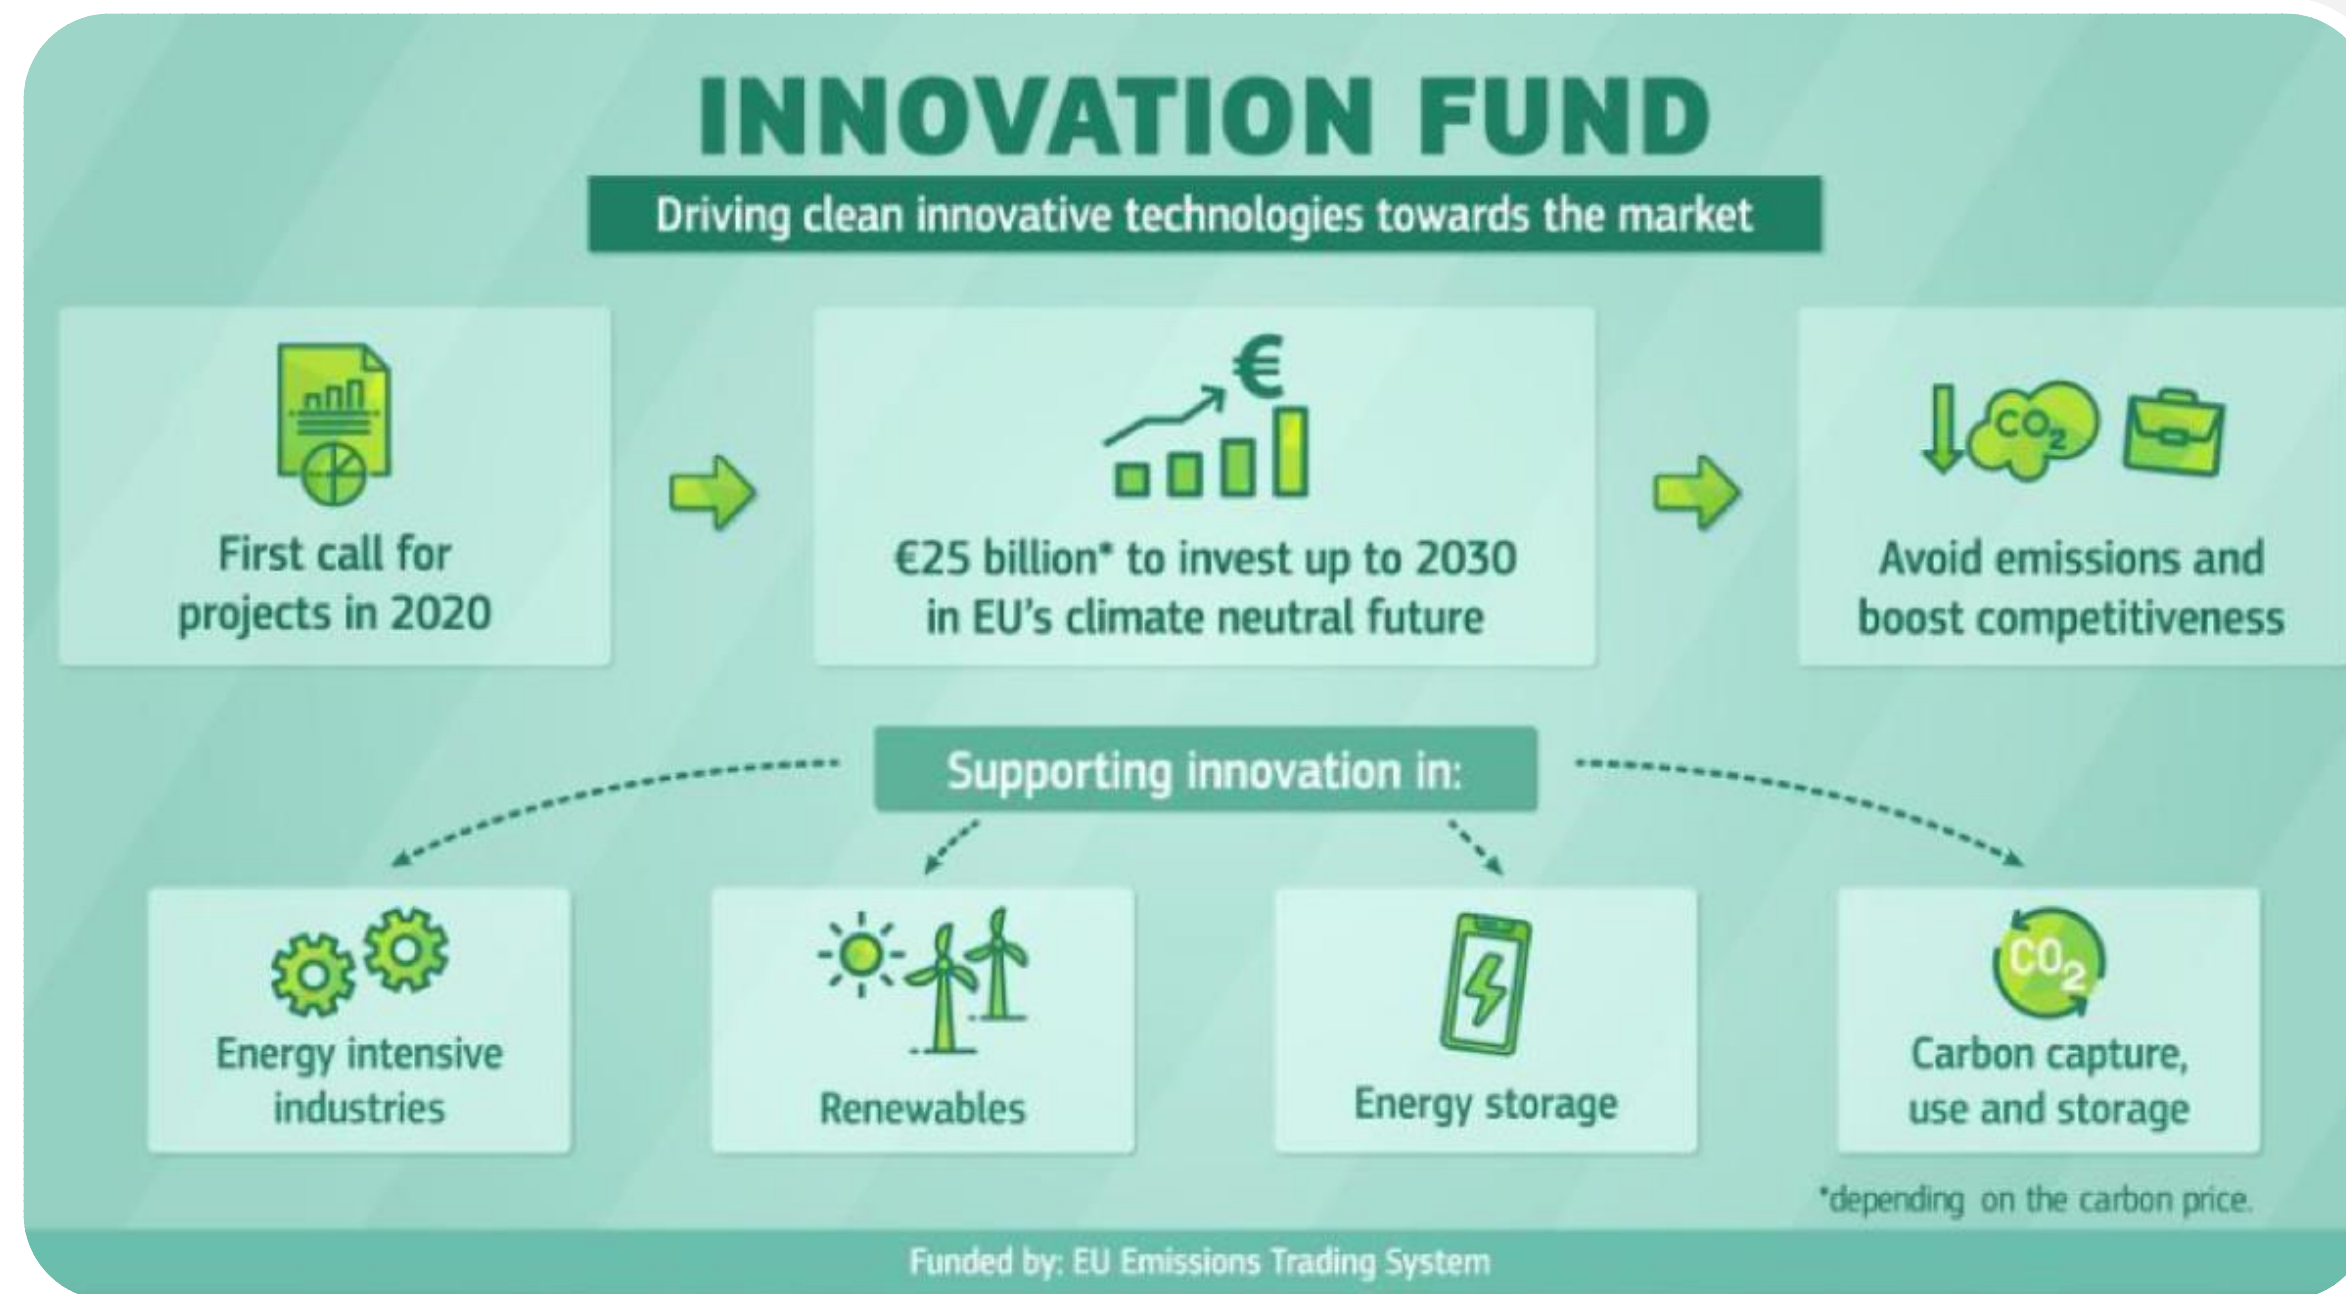 INNOVATION FUND
Driving clean innovative technologies towards the market
First call for
projects in 2020
€
€25 billion* to invest up to 2030
in EU's climate neutral future
CO2
Avoid emissions and
boost competitiveness
Supporting innovation in:
Energy intensive
industries
Renewables
Energy storage
CO2
Carbon capture,
use and storage
*depending on the carbon price.
Funded by: EU Emissions Trading System